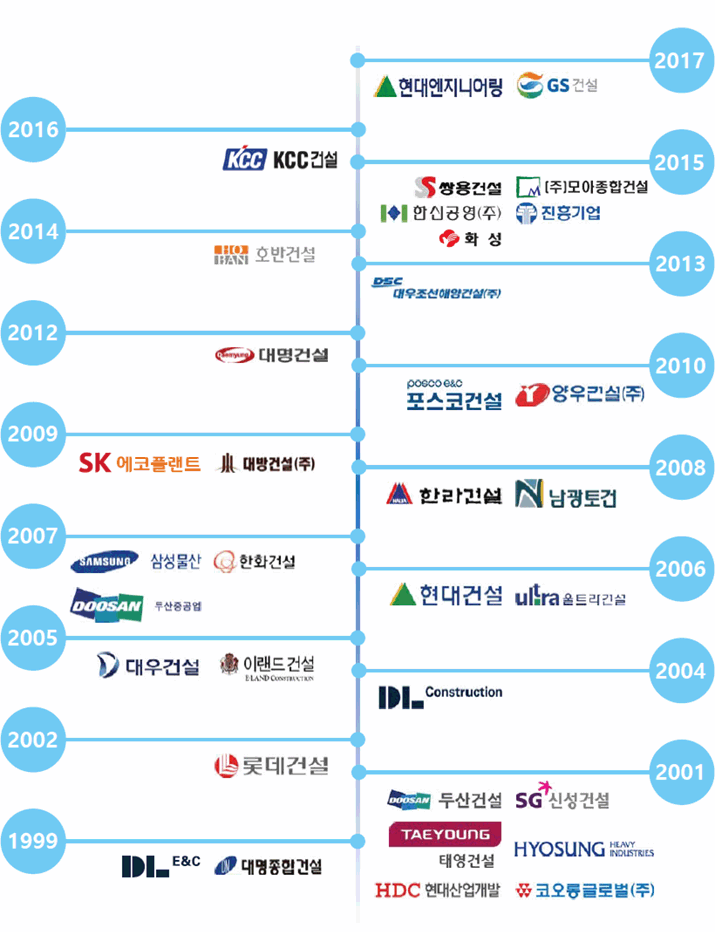 2017
현대엔지니어링 GS건설
2016
KCC KCC건설
2015
쌍용건설 (주)모아종합건설
한신공영(주) 진흥기업
화성
2014
HO
BAN 호반건설
2013
DSC
대우조선해양건설(주)
2012
Daemyung 대명건설
2010
posco e&c
포스코건설 양우건설(주)
2009
SK 에코플랜트 대방건설(주)
2008
HALLA 한라건설 남광토건
2007
SAMSUNG 삼성물산 한화건설
DOOSAN 두산중공업
2006
현대건설 ultra 울트라건설
2005
대우건설 이랜드건설
E·LAND CONSTRUCTION
2004
DL Construction
2002
롯데건설
2001
DOOSAN 두산건설 SG신성건설
TAEYOUNG
태영건설
HYOSUNG HEAVY
INDUSTRIES
HDC 현대산업개발 코오롱글로벌(주)
1999
DL E&C 대명종합건설